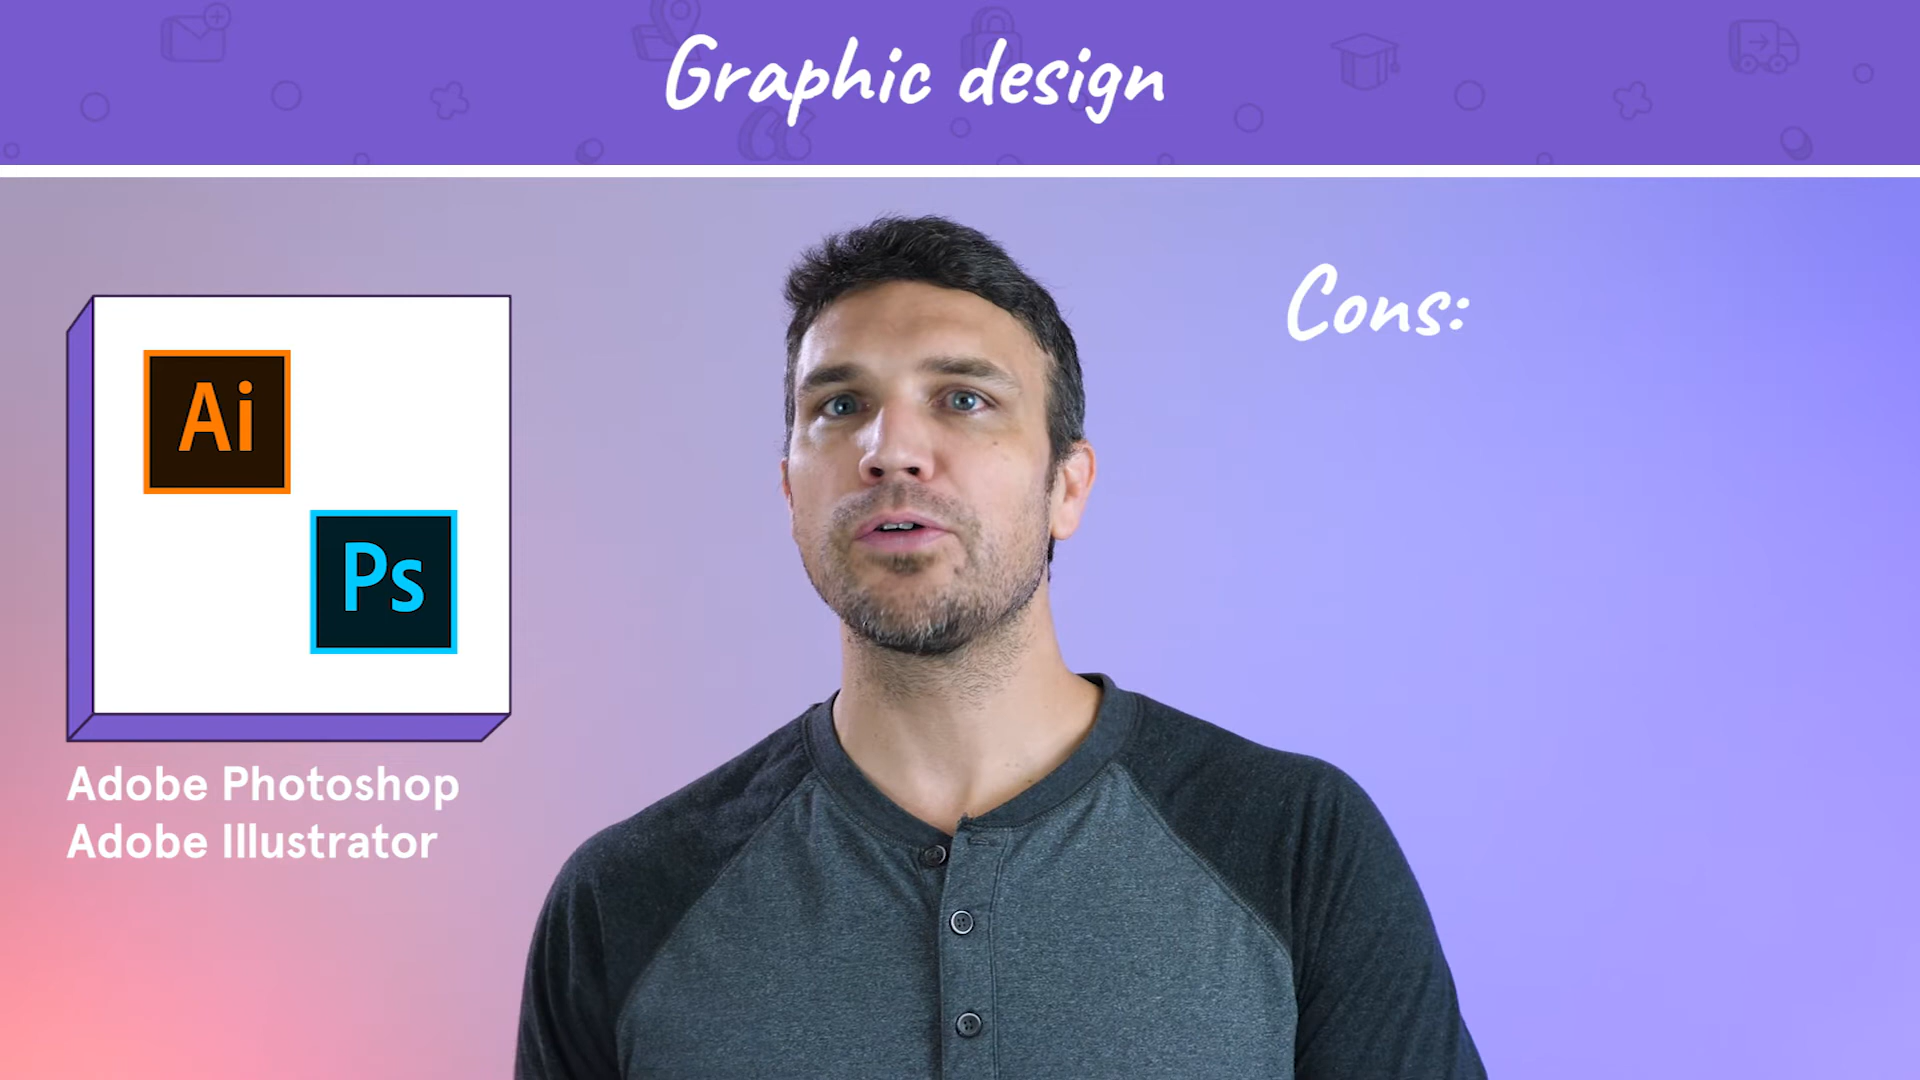 Graphic design
Cons:
Ai
Ps
Adobe Photoshop
Adobe Illustrator